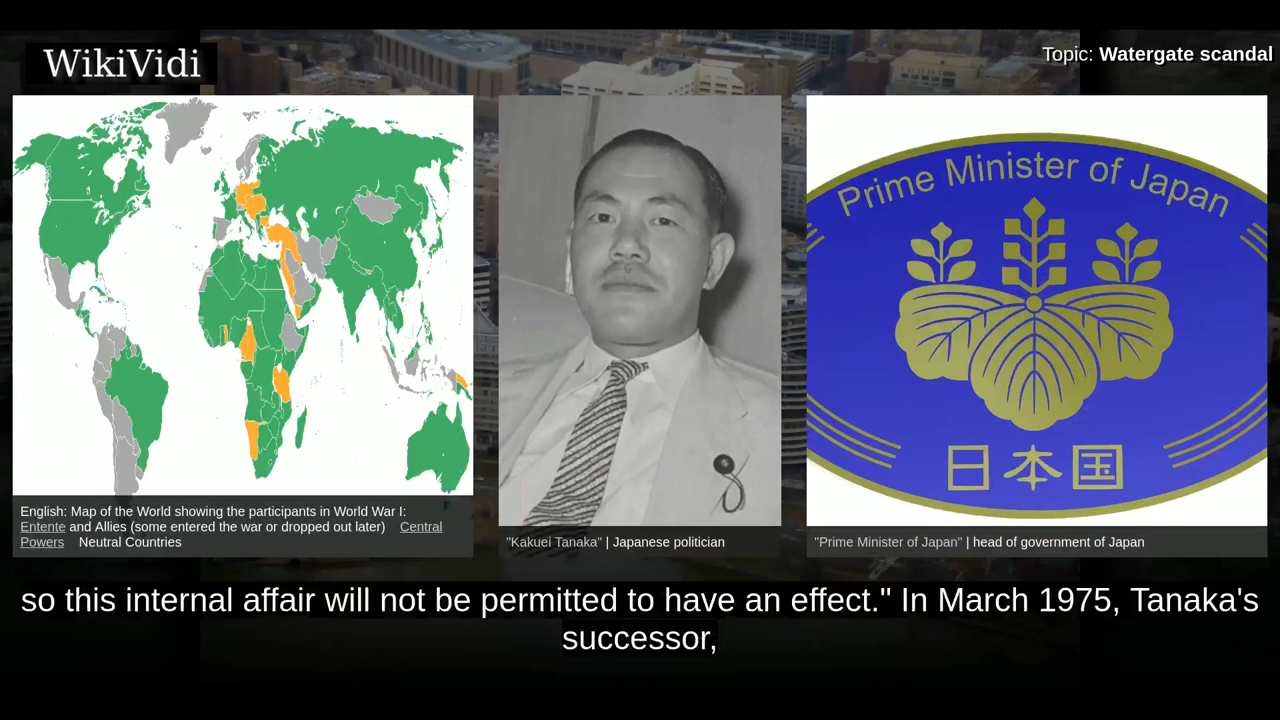 WikiVidi
Topic: Watergate scandal
English: Map of the World showing the participants in World War I:
Entente and Allies (some entered the war or dropped out later) Central
Powers Neutral Countries
"Kakuei Tanaka" | Japanese politician
Prime Minister of Japan
日本国
"Prime Minister of Japan" | head of government of Japan
so this internal affair will not be permitted to have an effect." In March 1975, Tanaka's
successor,